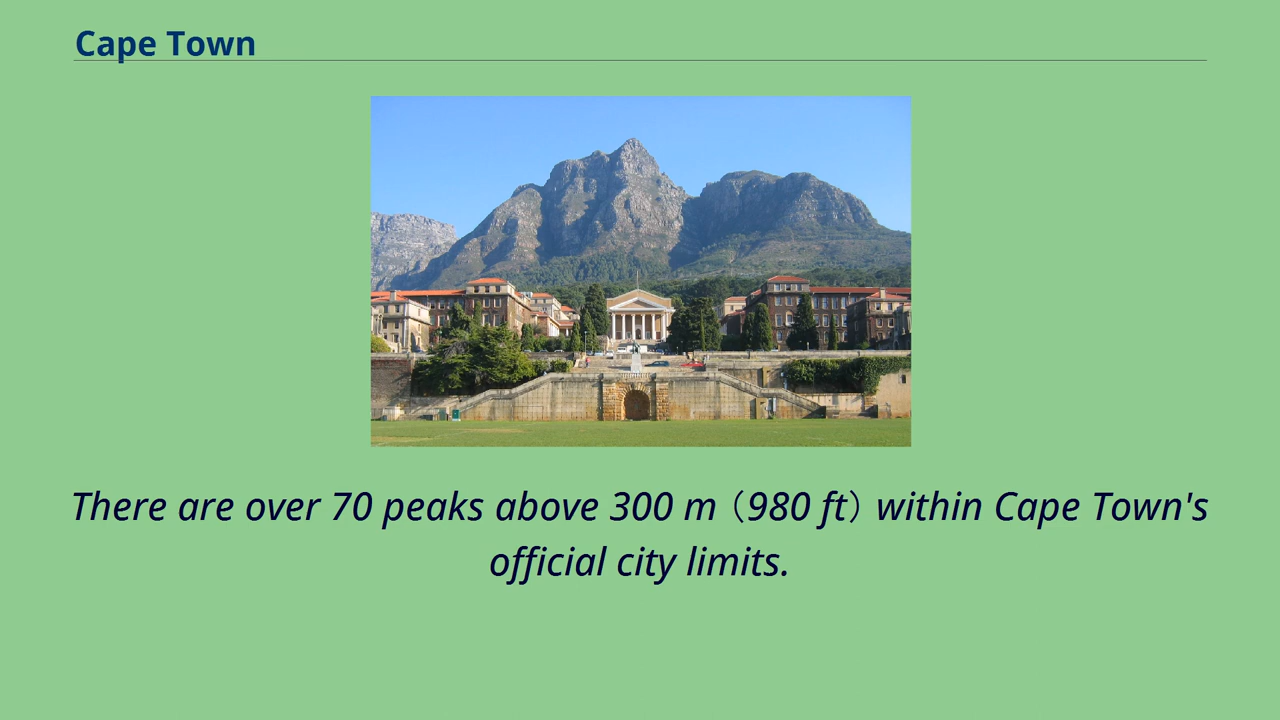 Cape Town
There are over 70 peaks above 300 m（980 ft）within Cape Town's
official city limits.